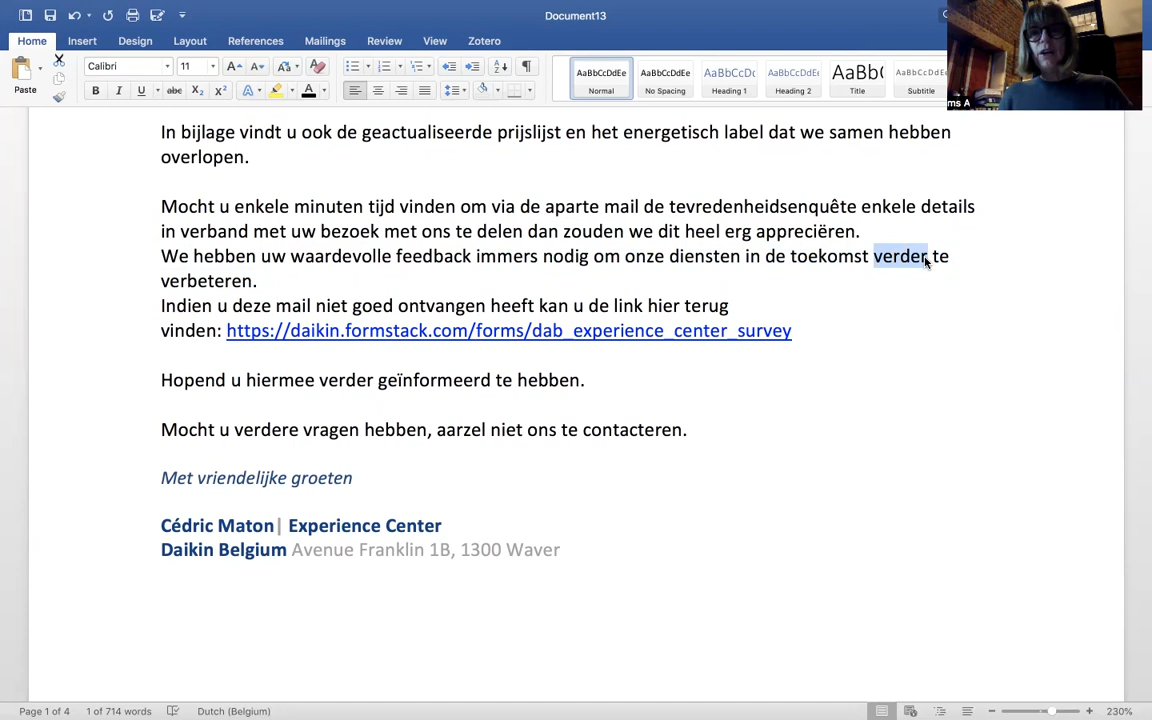 Document13
Home Insert Design Layout References Mailings Review View Zotero
Paste
Calibri 11
B I U abc X2 X2 A A
AaBbCcDdEe AaBbCcDdEe AaBbCcDc AaBbCcDdEe AaBb( AaBbCcDdEe
Normal No Spacing Heading 1 Heading 2 Title Subtitle
ms A
In bijlage vindt u ook de geactualiseerde prijslijst en het energetisch label dat we samen hebben
overlopen.
Mocht u enkele minuten tijd vinden om via de aparte mail de tevredenheidsenquête enkele details
in verband met uw bezoek met ons te delen dan zouden we dit heel erg appreciëren.
We hebben uw waardevolle feedback immers nodig om onze diensten in de toekomst verder te
verbeteren.
Indien u deze mail niet goed ontvangen heeft kan u de link hier terug
vinden: https://daikin.formstack.com/forms/dab_experience_center_survey
Hopend u hiermee verder geïnformeerd te hebben.
Mocht u verdere vragen hebben, aarzel niet ons te contacteren.
Met vriendelijke groeten
Cédric Maton| Experience Center
Daikin Belgium Avenue Franklin 1B, 1300 Waver
Page 1 of 4 1 of 714 words Dutch (Belgium) 230%